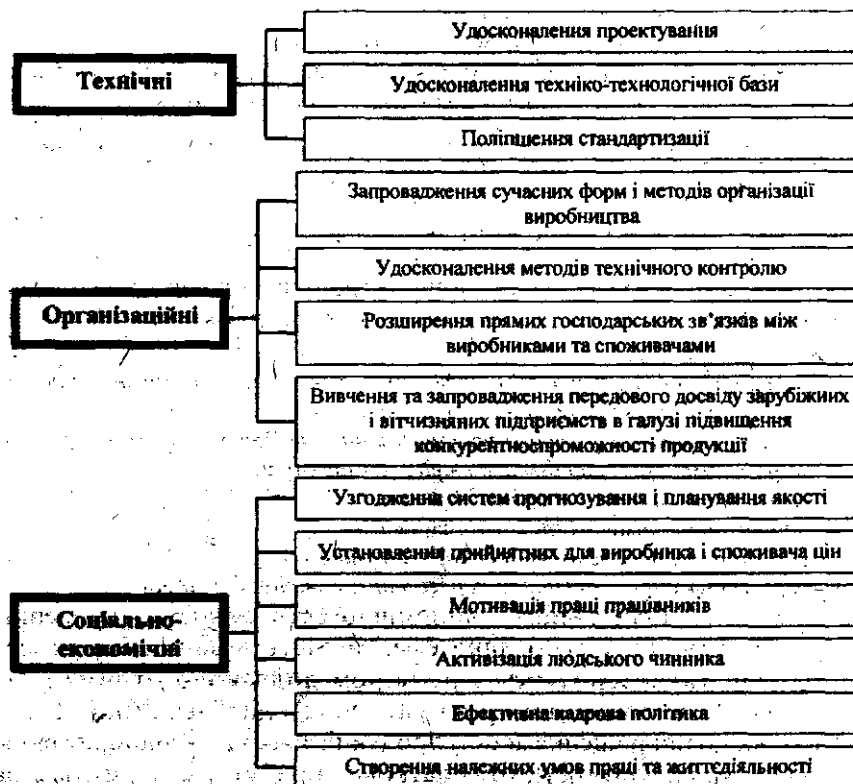 Технічні
Удосконалення проектування
Удосконалення техніко-технологічної бази
Поліпшення стандартизації
Організаційні
Запровадження сучасних форм і методів організації
виробництва
Удосконалення методів технічного контролю
Розширення прямих господарських зв’язків між
виробниками та споживачами
Вивчення та запровадження передового досвіду зарубіжних
і вітчизняних підприємств в галузі підвищення
конкурентноспроможності продукції
Соціально-
економічні
Узгодження систем прогнозування і планування якості
Установлення прийнятних для виробника і споживача цін
Мотивація праці працівників
Активізація людського чинника
Ефективна кадрова політика
Створення належних умов праці та життєдіяльності